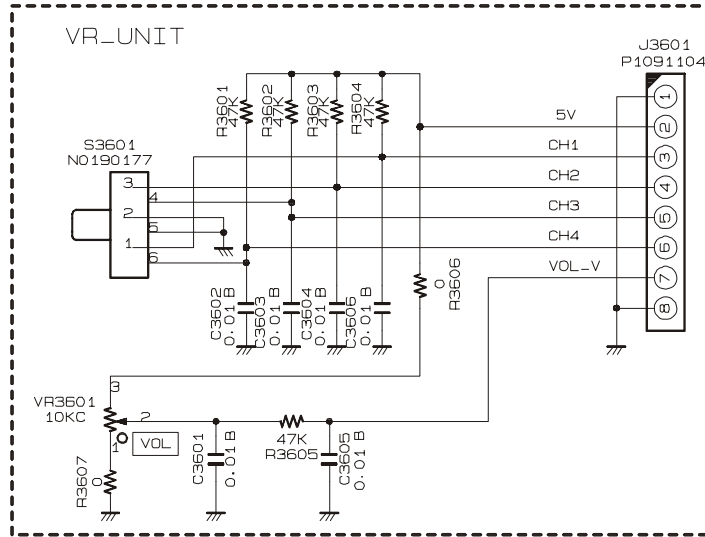 VR_UNIT
J3601
P1091104
R3601
47K
R3602
47K
R3603
47K
R3604
47K
1
5V
2
S3601
N0190177
CH1
3
3
CH2
4
4
2
CH3
5
5
1
CH4
6
6
VOL_V
7
0
R3606
8
C3602
0.01 B
C3603
0.01 B
C3604
0.01 B
C3606
0.01 B
3
VR3601
10KC
2
1
VOL
47K
R3605
C3601
0.01 B
C3605
0.01 B
R3607
0